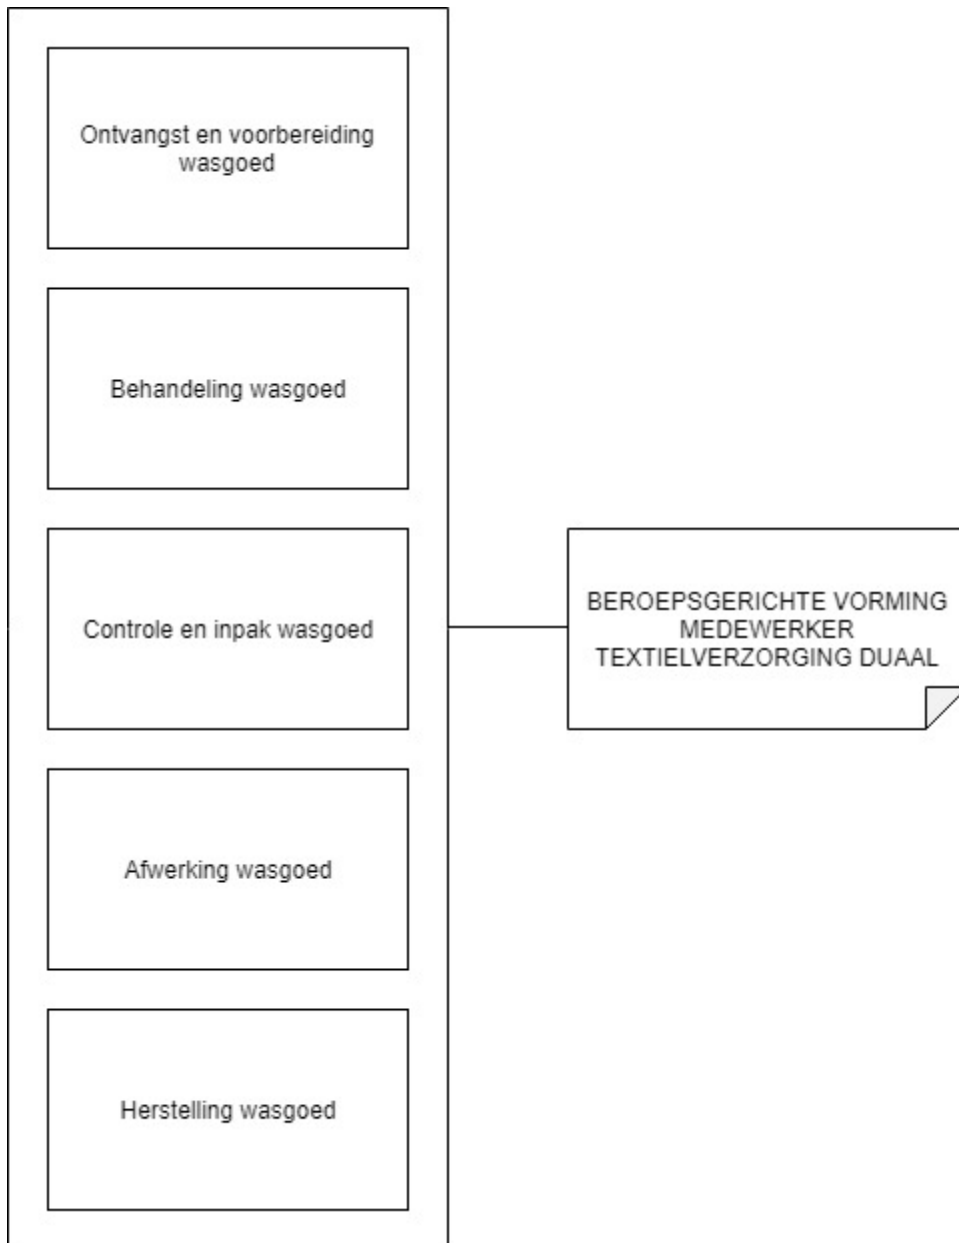 Ontvangst en voorbereiding
wasgoed
Behandeling wasgoed
Controle en inpak wasgoed
BEROEPSGERICHTE VORMING
MEDEWERKER
TEXTIELVERZORGING DUAAL
Afwerking wasgoed
Herstelling wasgoed